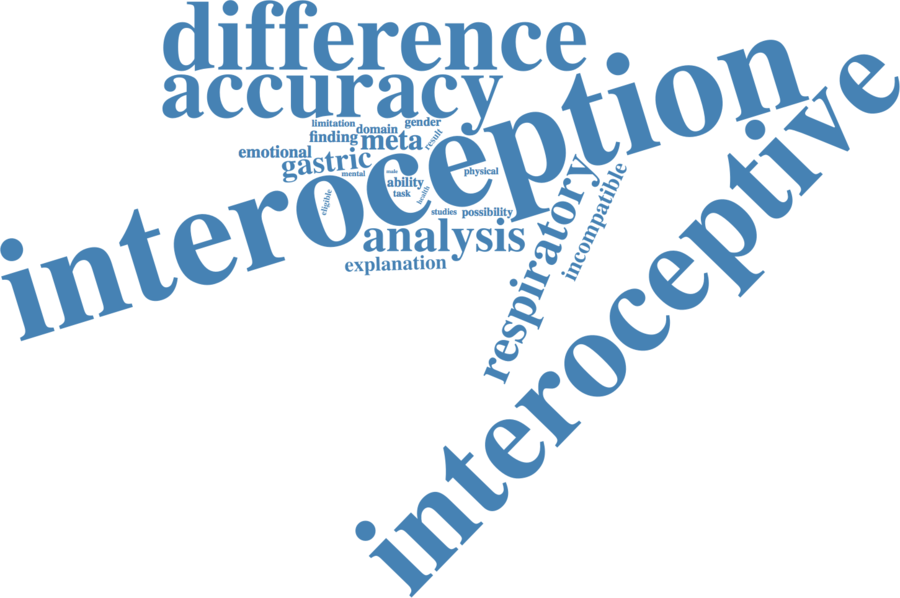 difference
accuracy
limitation
domain
gender
finding
meta
result
emotional
gastric
mental
ability
physical
task
health
eligible
studies
possibility
interoception
analysis
explanation
respiratory
incompatible
interoceptive